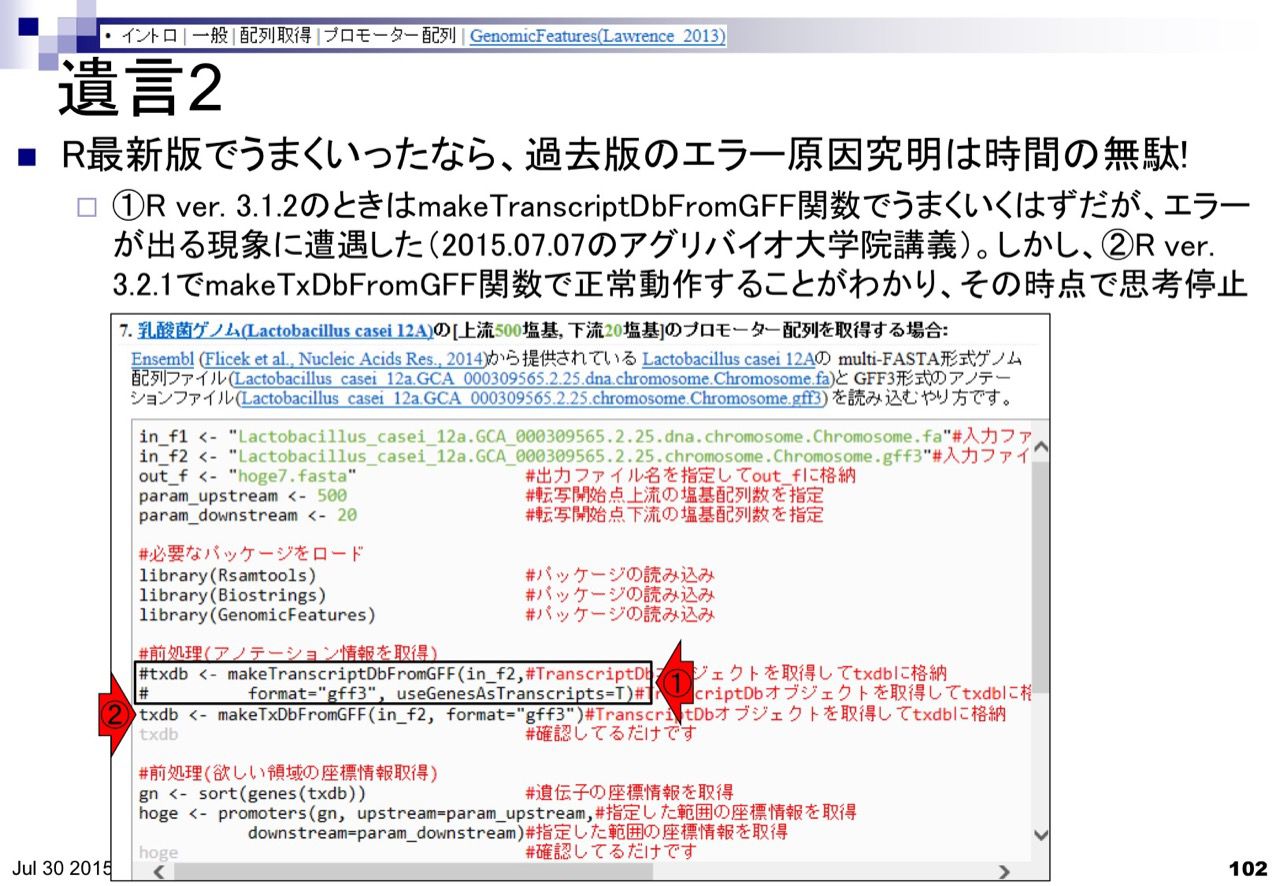 • イントロ | 一般 | 配列取得 | プロモーター配列 | GenomicFeatures(Lawrence_2013)
遺言2
R最新版でうまくいったなら、過去版のエラー原因究明は時間の無駄!
①R ver. 3.1.2のときはmakeTranscriptDbFromGFF関数でうまくいくはずだが、エラー
が出る現象に遭遇した(2015.07.07のアグリバイオ大学院講義)。しかし、②R ver.
3.2.1でmakeTxDbFromGFF関数で正常動作することがわかり、その時点で思考停止
7. 乳酸菌ゲノム(Lactobacillus casei 12A)の[上流500塩基, 下流20塩基]のプロモーター配列を取得する場合:
Ensembl (Flicek et al., Nucleic Acids Res., 2014)から提供されている Lactobacillus casei 12Aの multi-FASTA形式ゲノム
配列ファイル(Lactobacillus_casei_12a.GCA_000309565.2.25.dna.chromosome.Chromosome.fa)と GFF3形式のアノテー
ションファイル(Lactobacillus_casei_12a.GCA_000309565.2.25.chromosome.Chromosome.gff3) を読み込むやり方です。
in_f1 <- "Lactobacillus_casei_12a.GCA_000309565.2.25.dna.chromosome.Chromosome.fa"#入力ファ
in_f2 <- "Lactobacillus_casei_12a.GCA_000309565.2.25.chromosome.Chromosome.gff3"#入力ファイ
out_f <- "hoge7.fasta" #出力ファイル名を指定してout_fに格納
param_upstream <- 500 #転写開始点上流の塩基配列数を指定
param_downstream <- 20 #転写開始点下流の塩基配列数を指定
#必要なパッケージをロード
library(Rsamtools) #パッケージの読み込み
library(Biostrings) #パッケージの読み込み
library(GenomicFeatures) #パッケージの読み込み
#前処理(アノテーション情報を取得)
#txdb <- makeTranscriptDbFromGFF(in_f2,#TranscriptDbオブジェクトを取得してtxdbに格納
① 
# format="gff3", useGenesAsTranscripts=T)#TranscriptDbオブジェクトを取得してtxdbに格
②
txdb <- makeTxDbFromGFF(in_f2, format="gff3")#TranscriptDbオブジェクトを取得してtxdbに格納
txdb #確認してるだけです
#前処理(欲しい領域の座標情報取得)
gn <- sort(genes(txdb)) #遺伝子の座標情報を取得
hoge <- promoters(gn, upstream=param_upstream,#指定した範囲の座標情報を取得
downstream=param_downstream)#指定した範囲の座標情報を取得
hoge #確認してるだけです
Jul 30 2015
102